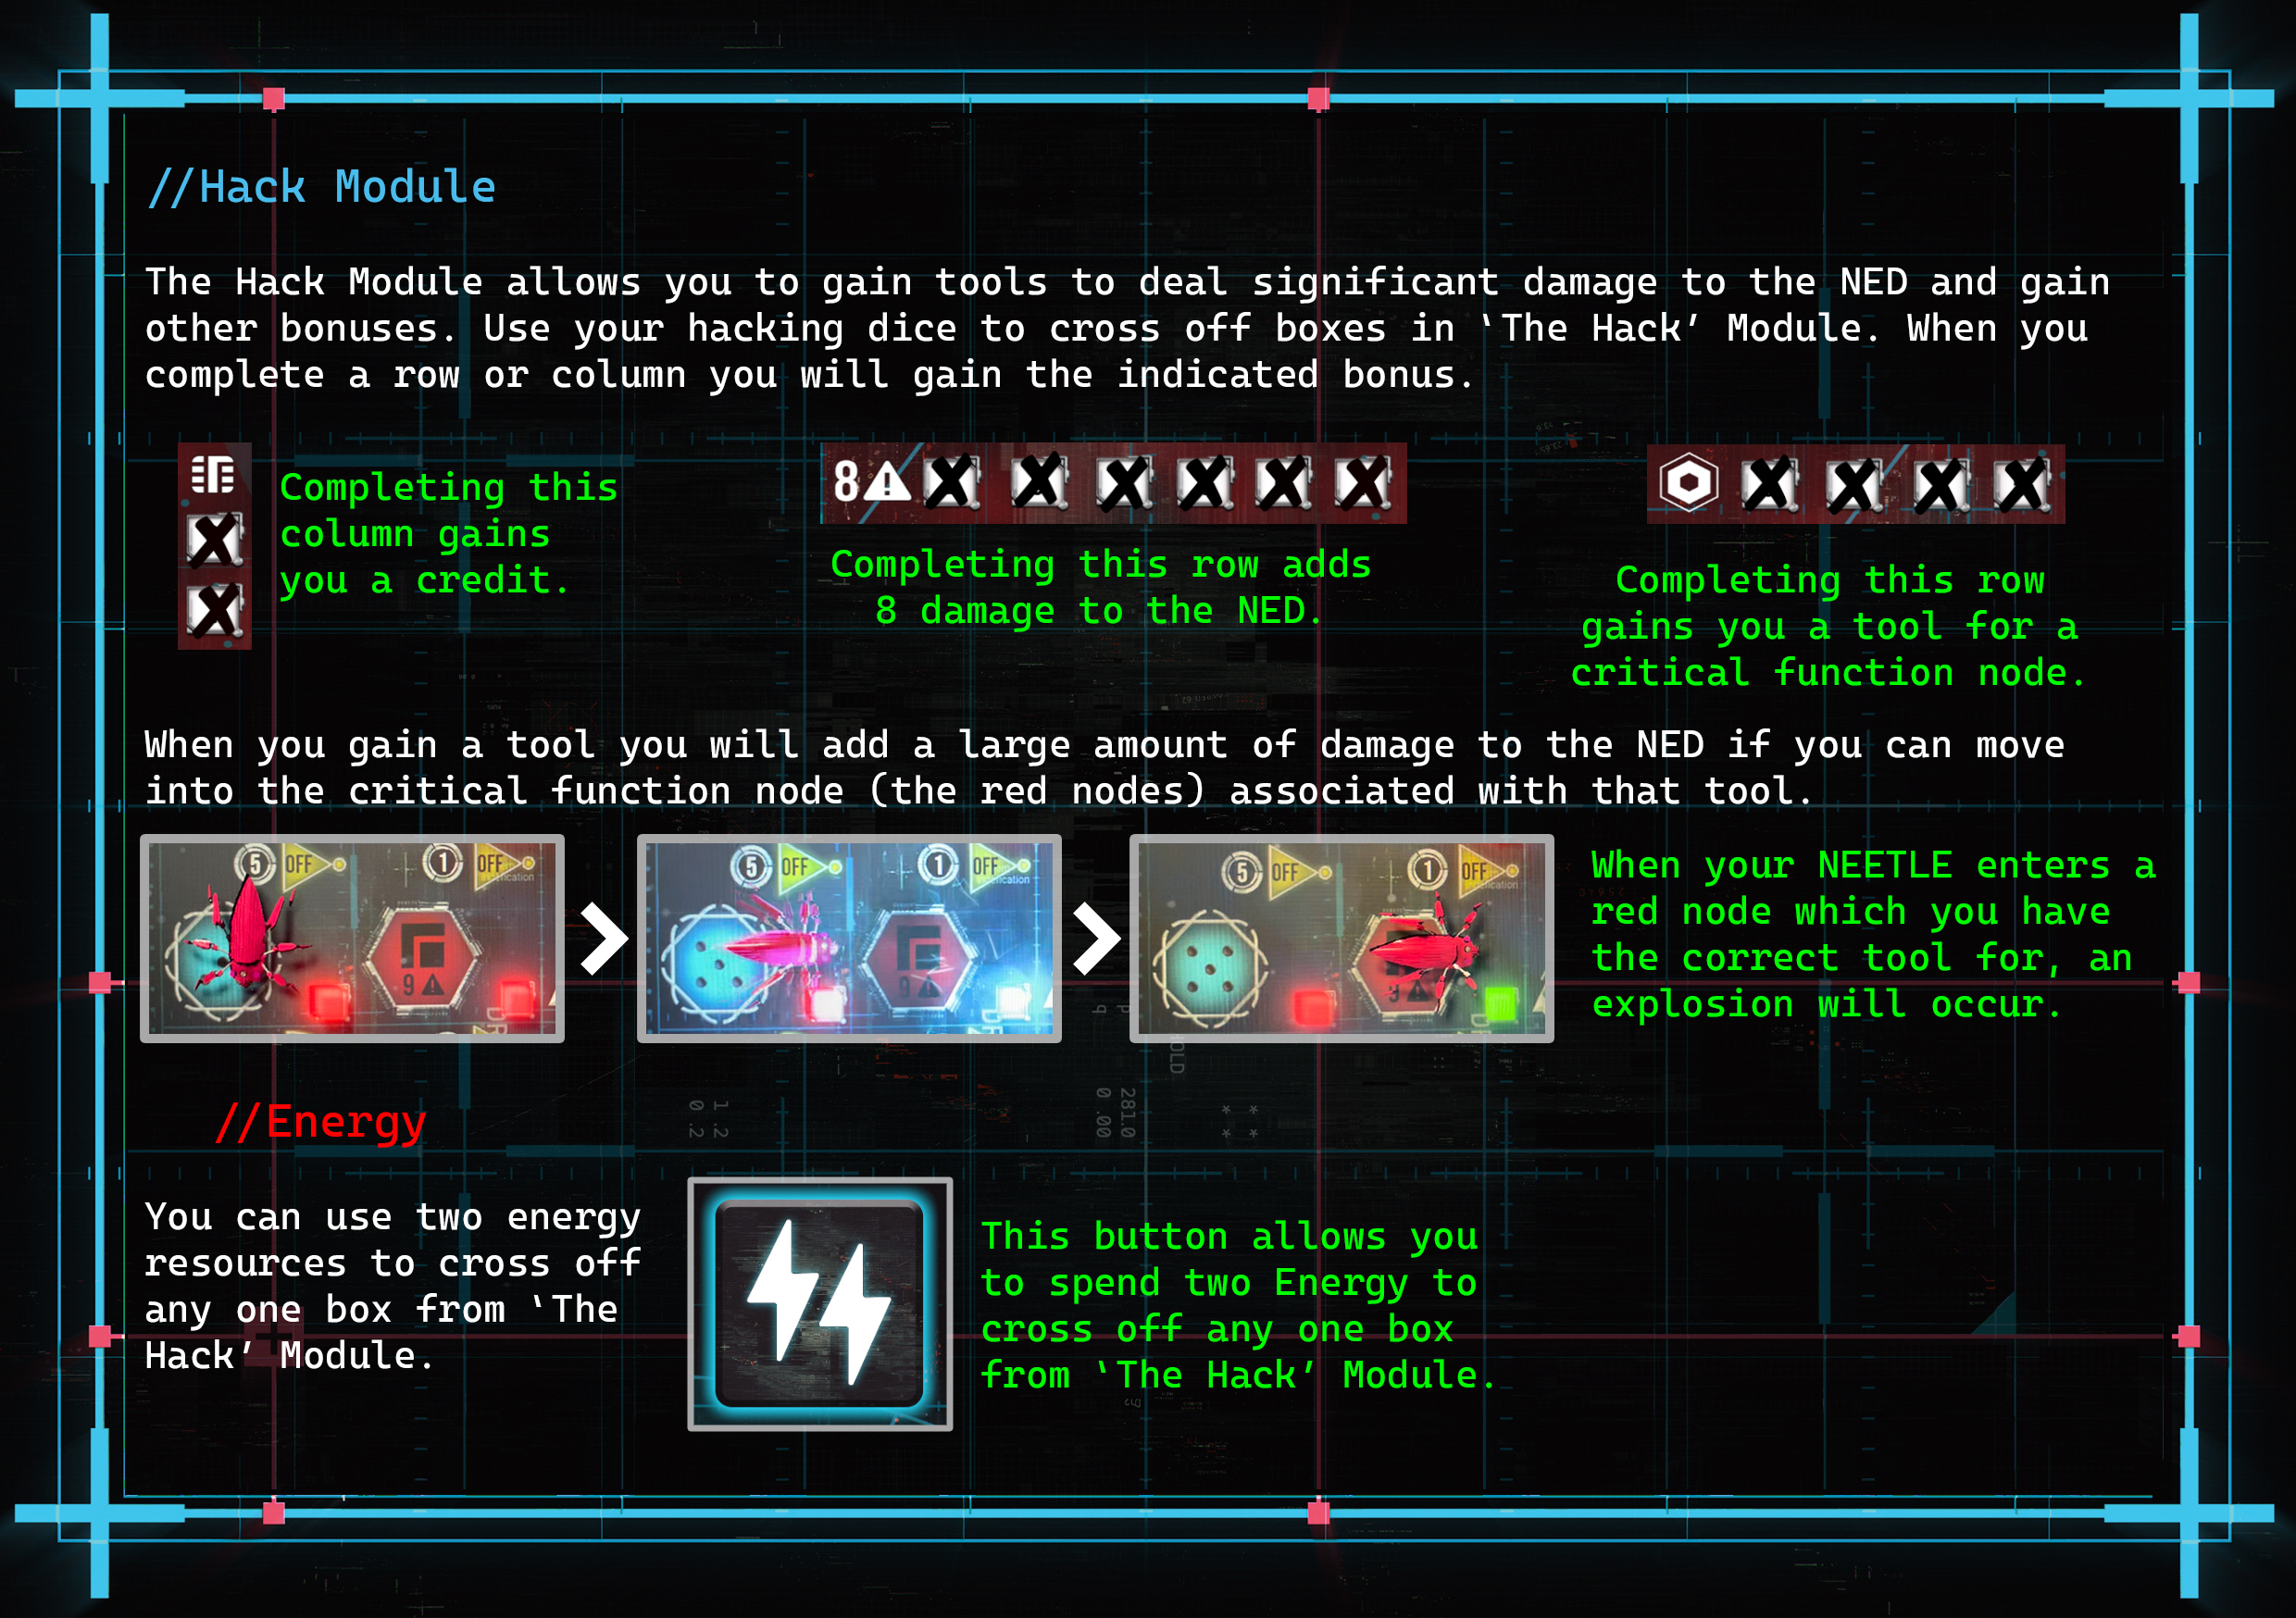 //Hack Module
The Hack Module allows you to gain tools to deal significant damage to the NED and gain
other bonuses. Use your hacking dice to cross off boxes in ‘The Hack’ Module. When you
complete a row or column you will gain the indicated bonus.
Completing this
column gains
you a credit.
8
Completing this row adds
8 damage to the NED.
Completing this row
gains you a tool for a
critical function node.
When you gain a tool you will add a large amount of damage to the NED if you can move
into the critical function node (the red nodes) associated with that tool.
5 OFF 1 OFF
9
5 OFF 1 OFF
9
5 OFF 1 OFF
9
When your NEETLE enters a
red node which you have
the correct tool for, an
explosion will occur.
//Energy
You can use two energy
resources to cross off
any one box from ‘The
Hack’ Module.
This button allows you
to spend two Energy to
cross off any one box
from ‘The Hack’ Module.